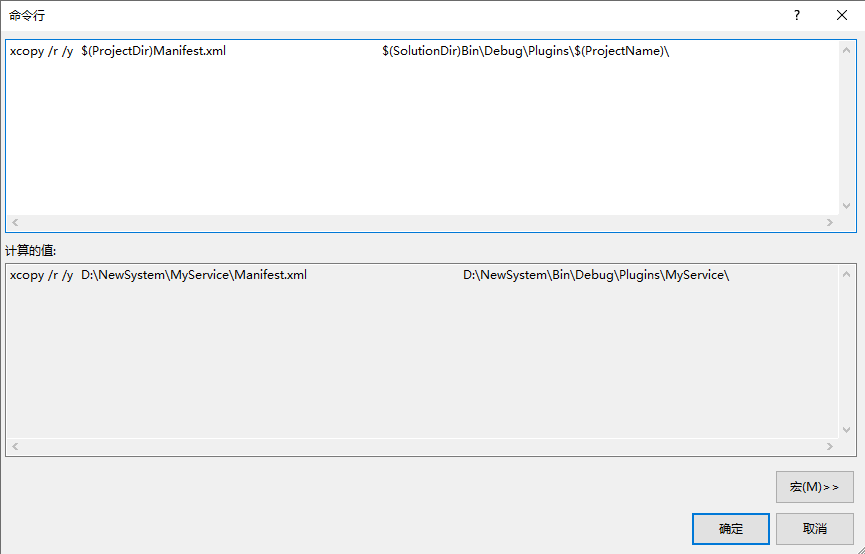 命令行
xcopy /r /y $(ProjectDir)Manifest.xml $(SolutionDir)Bin\Debug\Plugins\$(ProjectName)\
计算的值:
xcopy /r /y D:\NewSystem\MyService\Manifest.xml D:\NewSystem\Bin\Debug\Plugins\MyService\
宏(M)>>
确定 取消